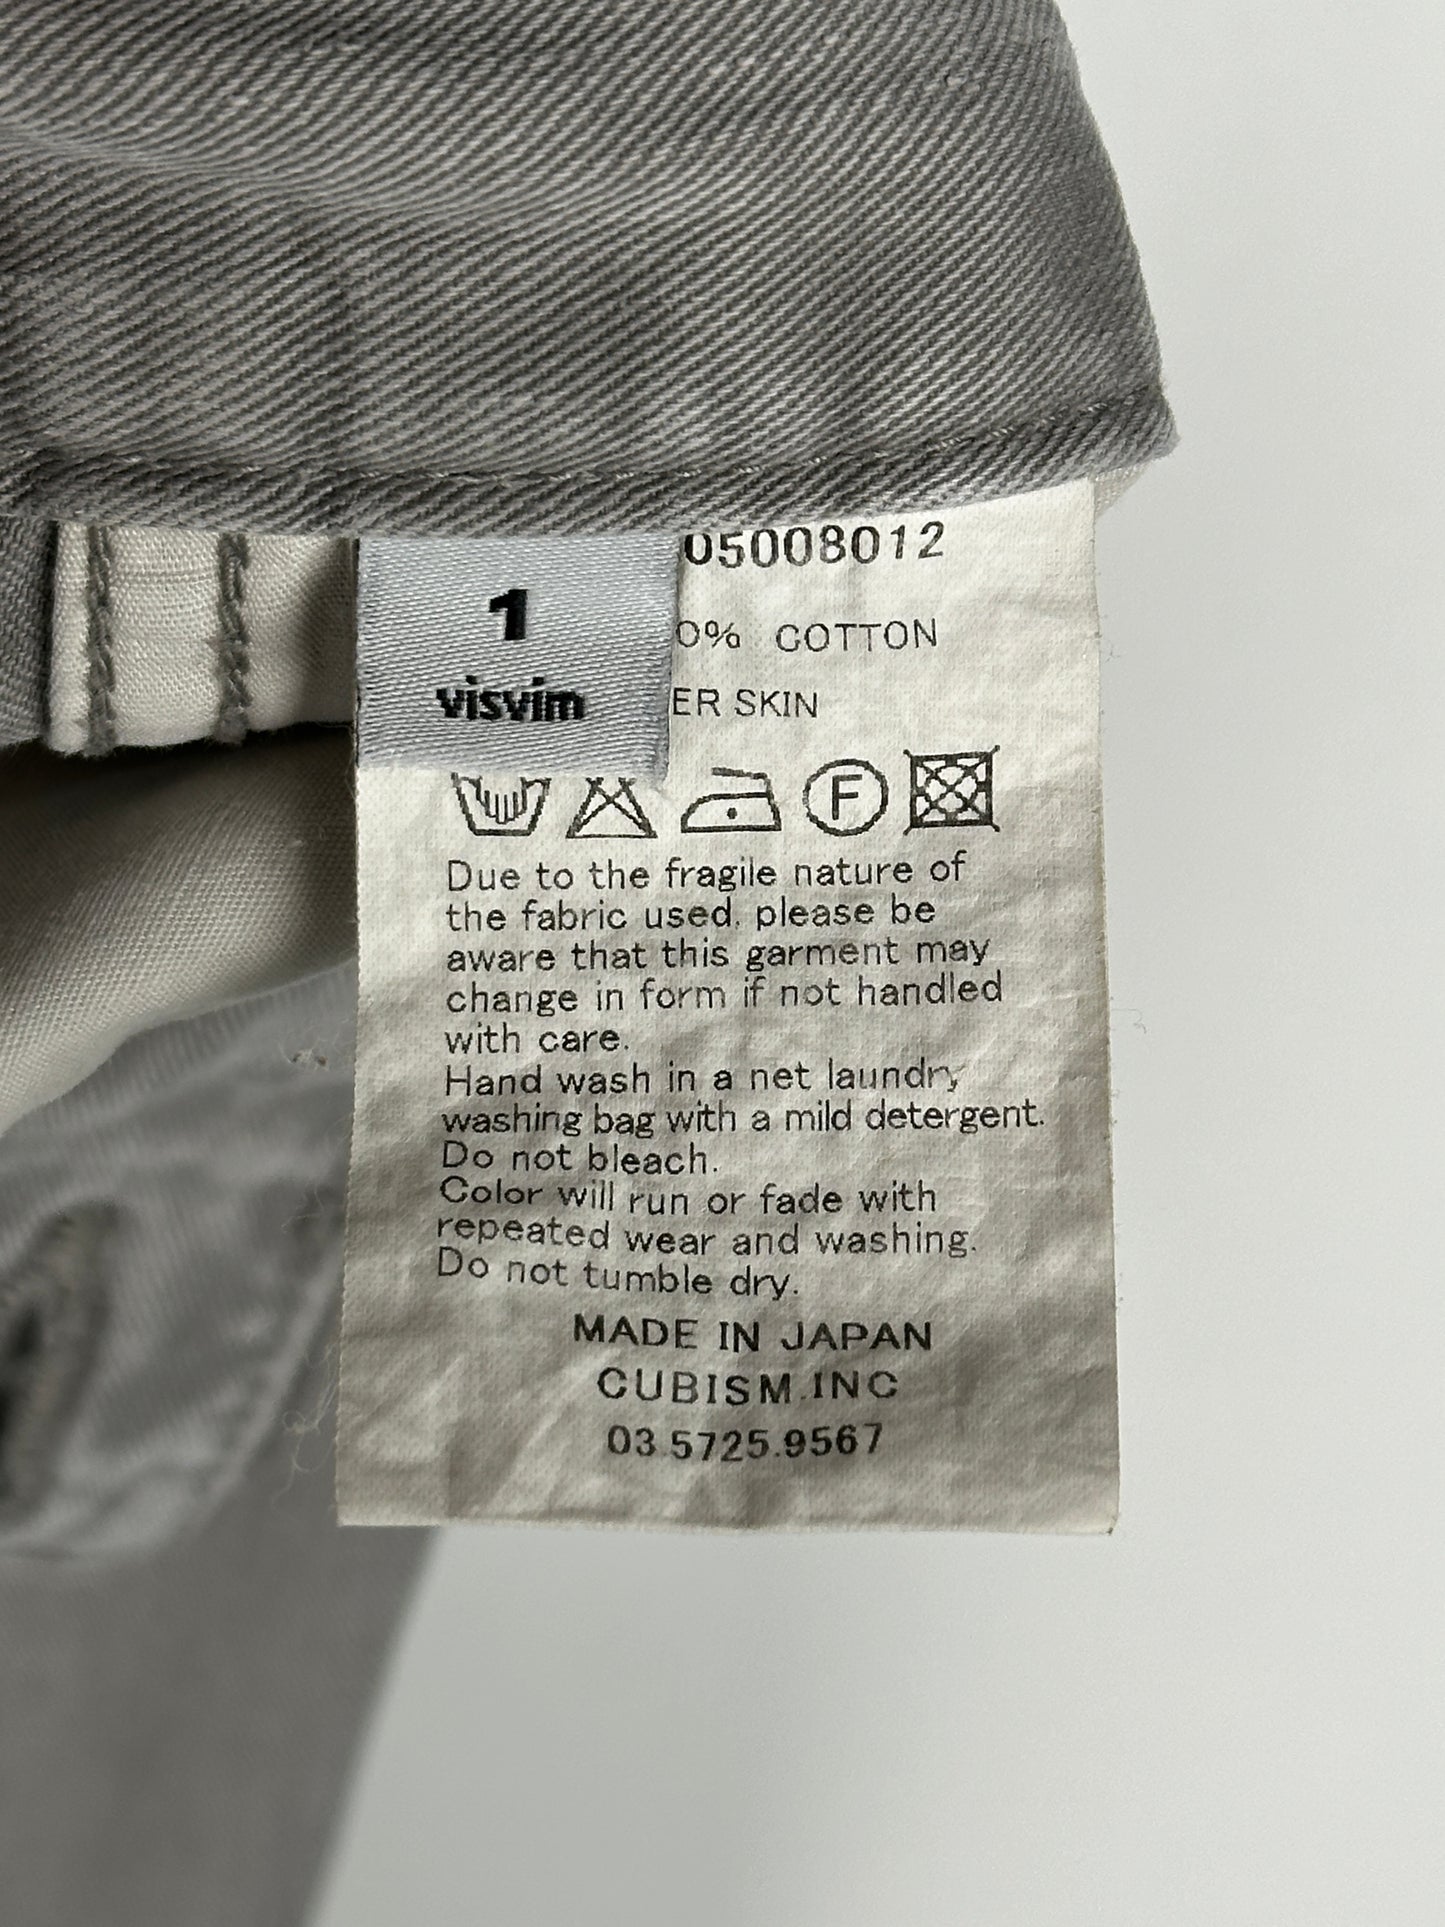 1
visvim
05008012
0% COTTON
ER SKIN
F
Due to the fragile nature of
the fabric used. please be
aware that this garment may
change in form if not handled
with care.
Hand wash in a net laundry
washing bag with a mild detergent.
Do not bleach.
Color will run or fade with
repeated wear and washing.
Do not tumble dry.
MADE IN JAPAN
CUBISM.INC
03.5725.9567